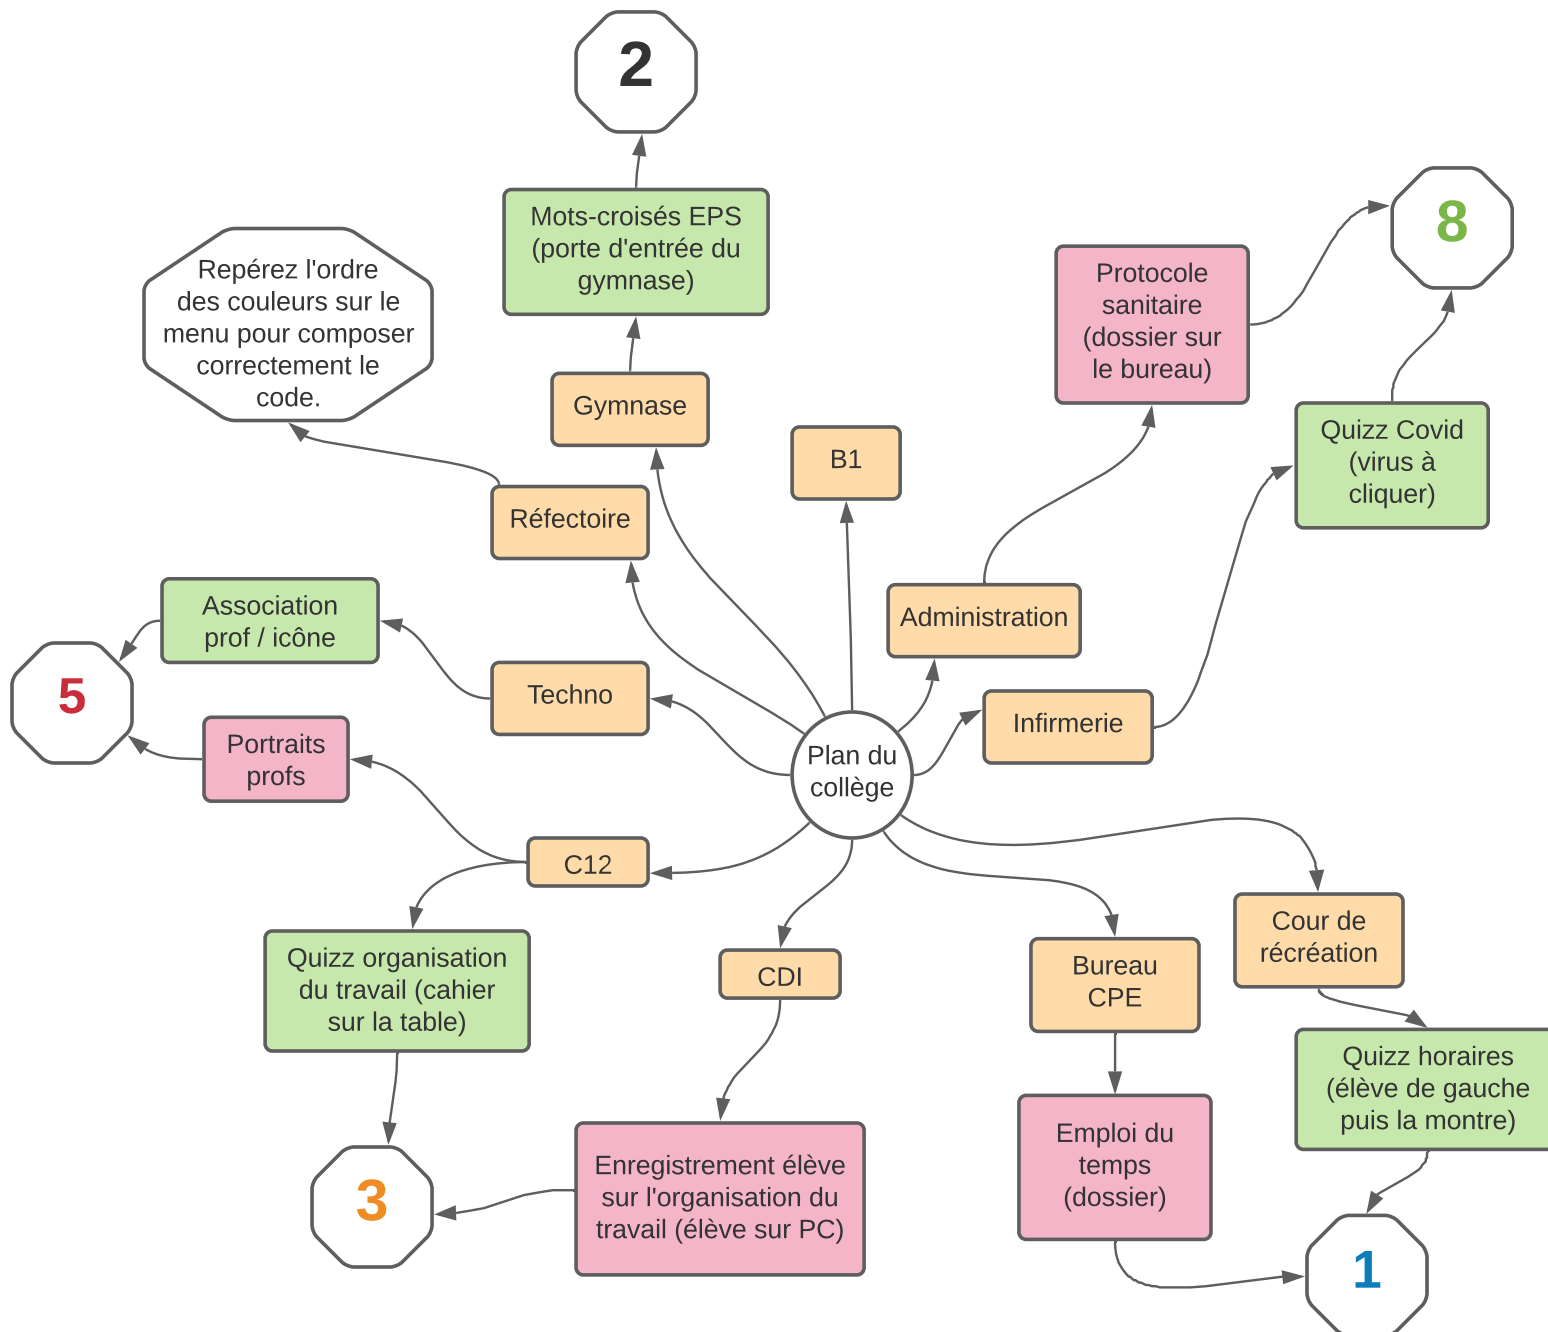 2
Mots-croisés EPS
(porte d'entrée du
gymnase)
8
Repérez l'ordre
des couleurs sur le
menu pour composer
correctement le
code.
Protocole
sanitaire
(dossier sur
le bureau)
Gymnase
B1
Quizz Covid
(virus à
cliquer)
Réfectoire
Association
prof / icône
Administration
5
Techno
Infirmerie
Portraits
profs
Plan du
collège
C12
Quizz organisation
du travail (cahier
sur la table)
CDI
Bureau
CPE
Cour de
récréation
Quizz horaires
(élève de gauche
puis la montre)
3
Enregistrement élève
sur l'organisation du
travail (élève sur PC)
Emploi du
temps
(dossier)
1